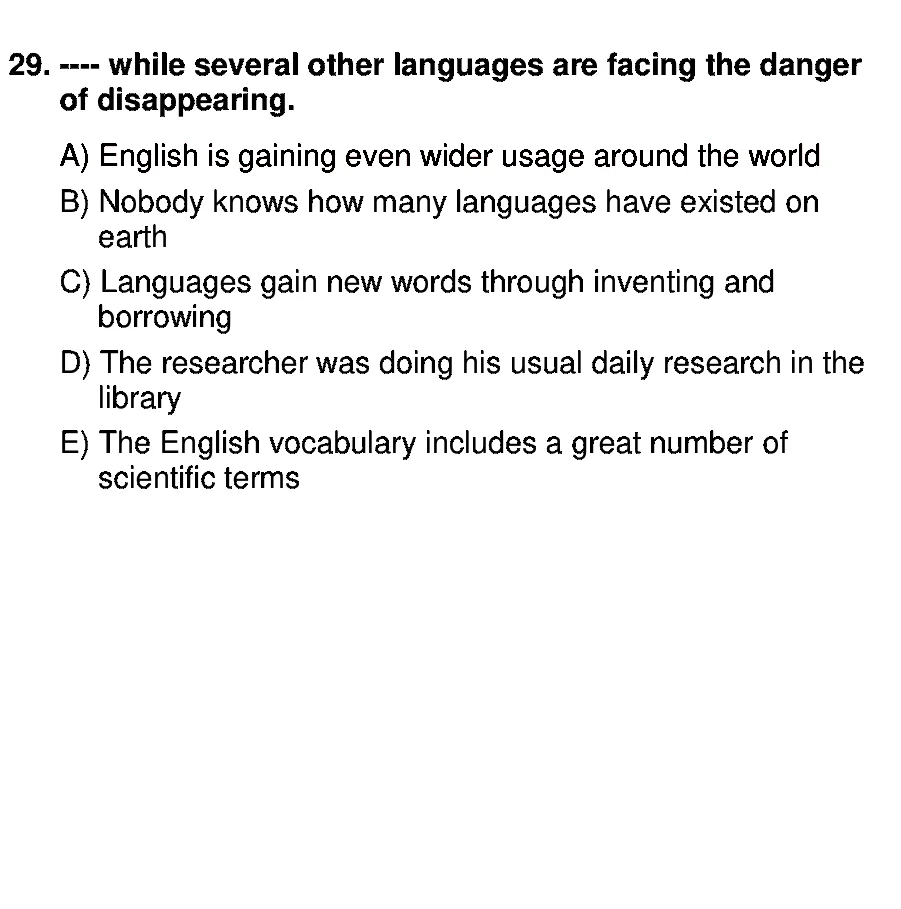 29. ---- while several other languages are facing the danger
of disappearing.
A) English is gaining even wider usage around the world
B) Nobody knows how many languages have existed on
earth
C) Languages gain new words through inventing and
borrowing
D) The researcher was doing his usual daily research in the
library
E) The English vocabulary includes a great number of
scientific terms